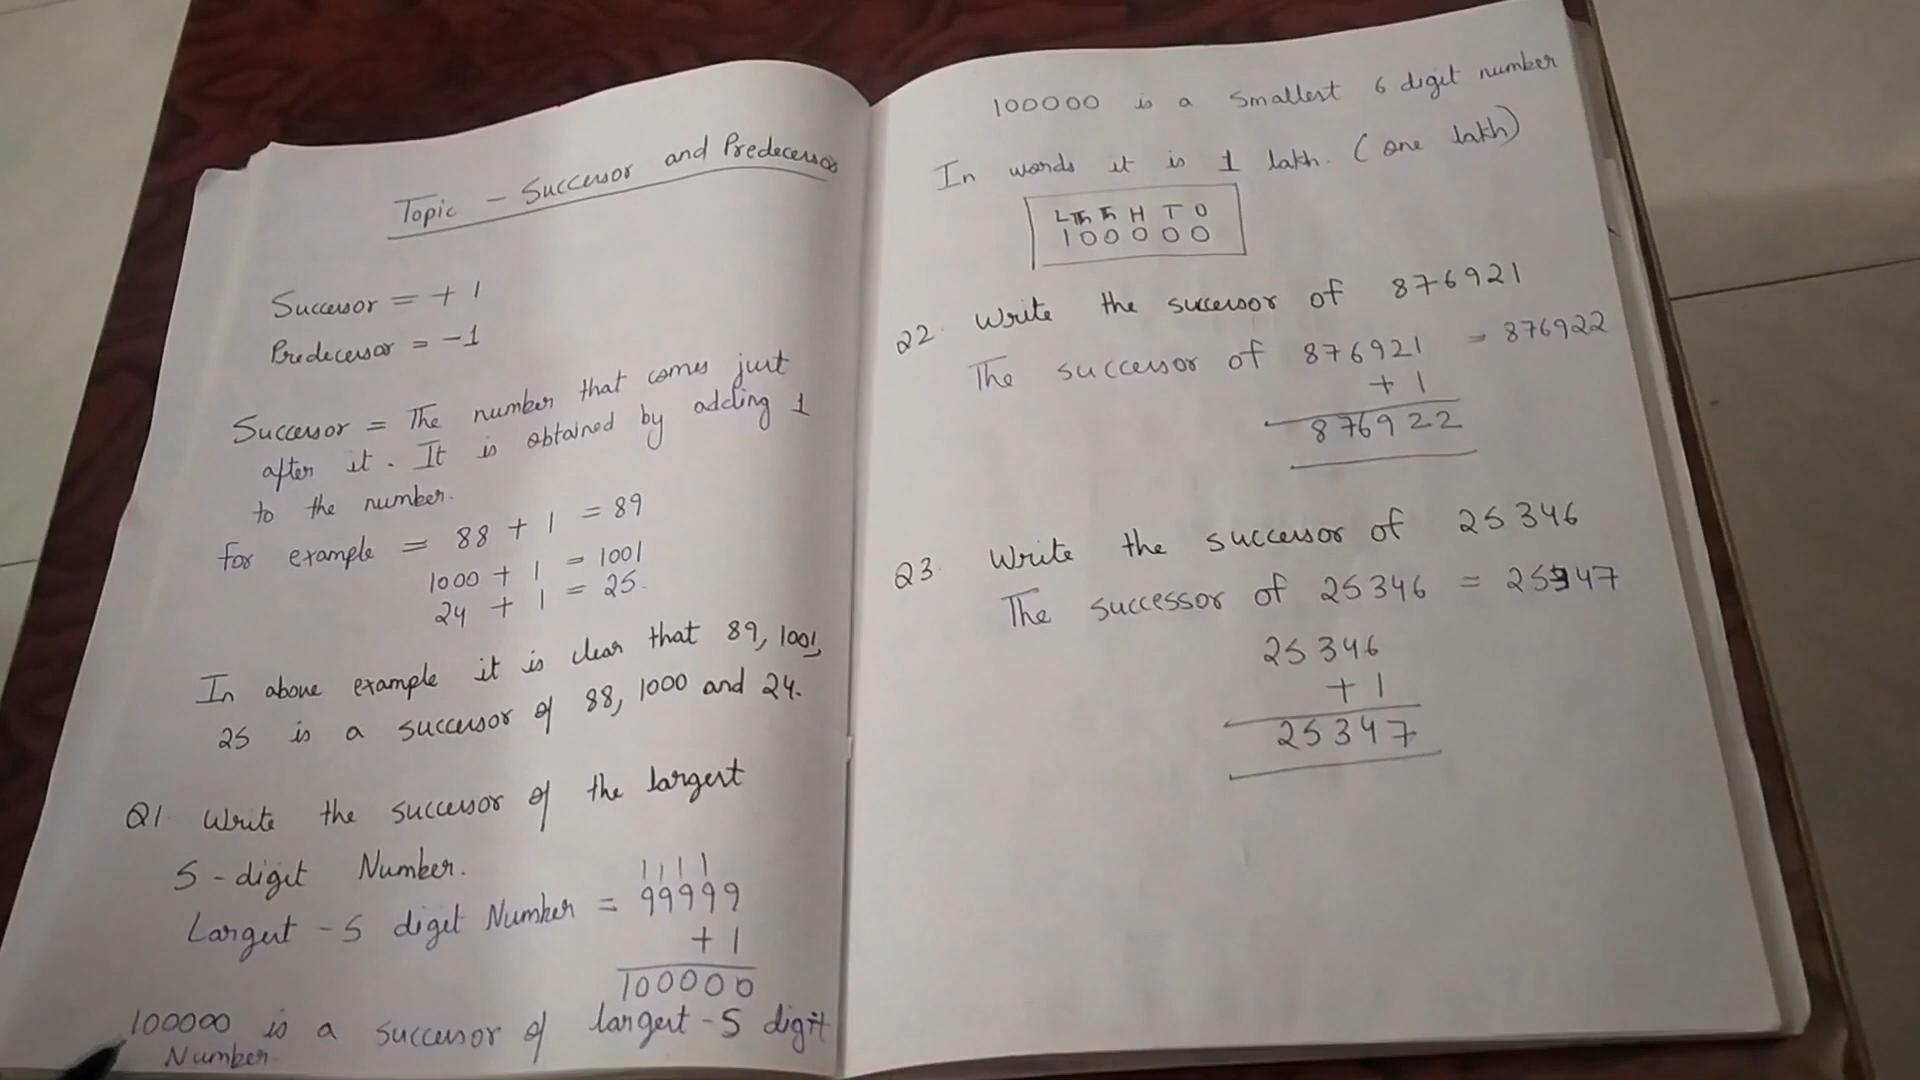 Topic - Successor and Predecessor
Successor = + 1
Predecessor = -1
Successor = The number that comes just
after it. It is obtained by adding 1
to the number.
for example = 88 + 1 = 89
1000 + 1 = 1001
24 + 1 = 25.
In above example it is clear that 89, 1001,
25 is a successor of 88, 1000 and 24.
Q1. Write the successor of the largest
5-digit Number.
1111
Largest -5 digit Number = 99999
+ 1
100000
100000 is a successor of largest-5 digit
Number.
100000 is a smallest 6 digit number
In words it is 1 lakh. (one lakh)
L TTh Th H T O
1 0 0 0 0 0
Q2. Write the successor of 876921
The successor of 876921 = 876922
+ 1
876922
Q3. Write the successor of 25346
The successor of 25346 = 25347
25346
+ 1
25347